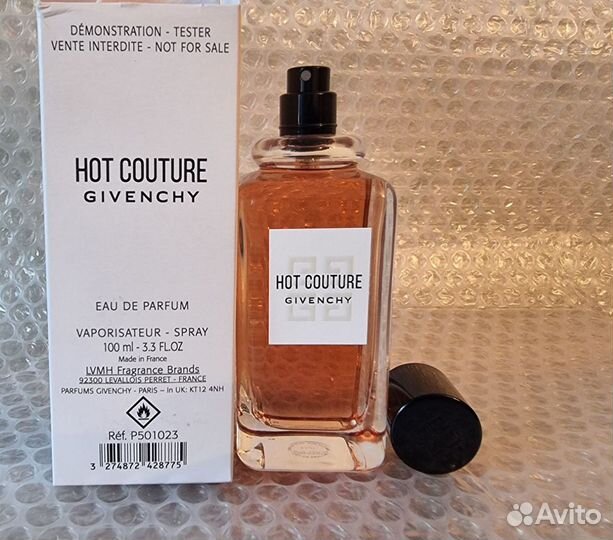 DÉMONSTRATION - TESTER
VENTE INTERDITE - NOT FOR SALE
HOT COUTURE
GIVENCHY
EAU DE PARFUM
VAPORISATEUR - SPRAY
100 ml - 3.3 FL.OZ
Made in France
LVMH Fragrance Brands
92300 LEVALLOIS PERRET - FRANCE
PARFUMS GIVENCHY - PARIS – In UK: KT12 4NH
Réf. P501023
3 274872 428775
HOT COUTURE
GIVENCHY
Avito